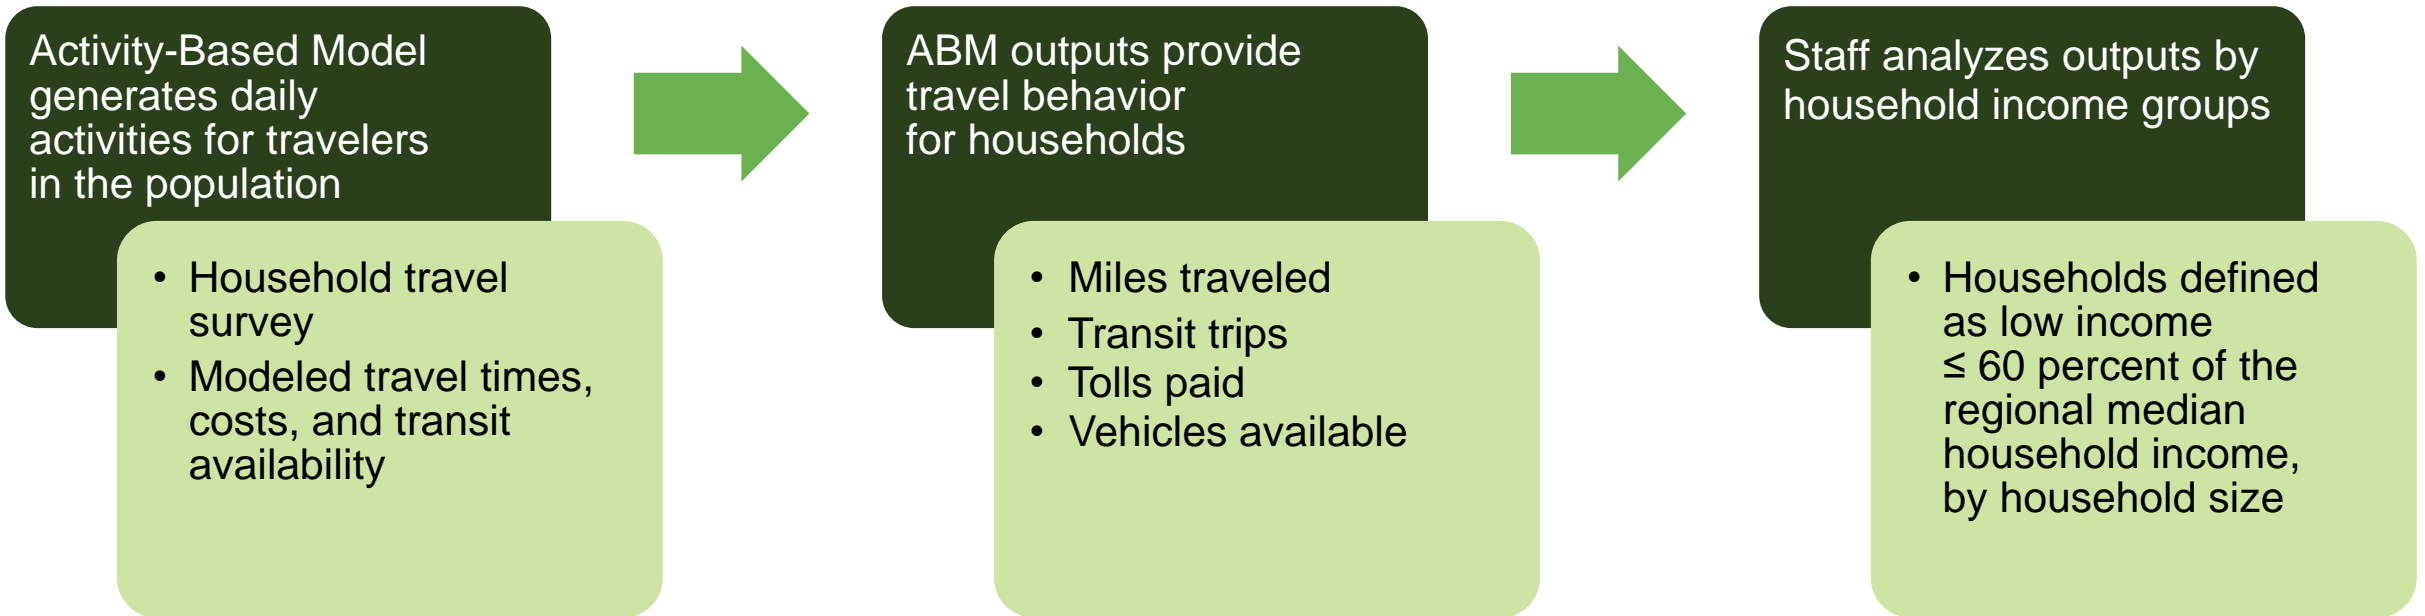 Activity-Based Model
generates daily
activities for travelers
in the population
• Household travel
survey
• Modeled travel times,
costs, and transit
availability
ABM outputs provide
travel behavior
for households
• Miles traveled
• Transit trips
• Tolls paid
• Vehicles available
Staff analyzes outputs by
household income groups
• Households defined
as low income
≤ 60 percent of the
regional median
household income,
by household size